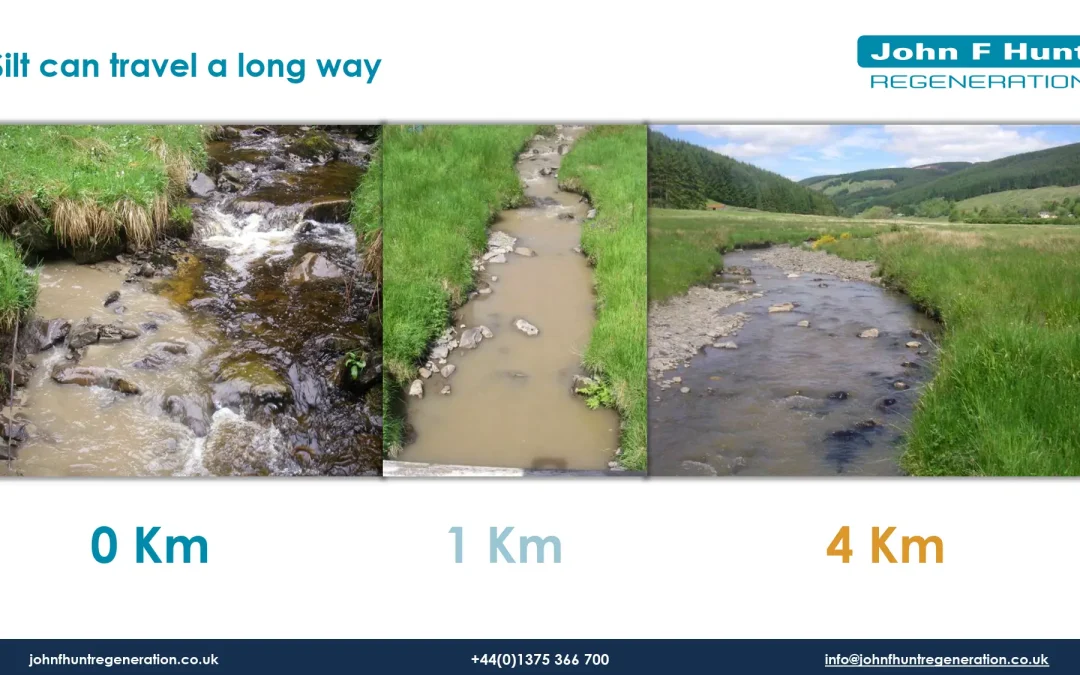 Silt can travel a long way
John F Hunt
REGENERATION
0 Km
1 Km
4 Km
johnfhuntregeneration.co.uk
+44(0)1375 366 700
info@johnfhuntregeneration.co.uk